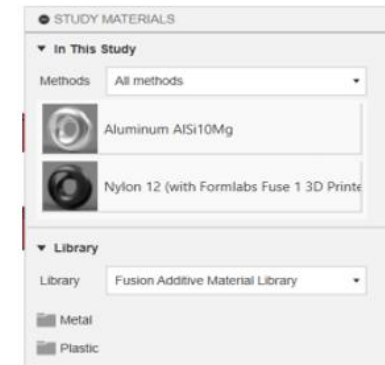 STUDY MATERIALS
In This Study
Methods All methods
Aluminum AlSi10Mg
Nylon 12 (with Formlabs Fuse 1 3D Printe
Library
Library Fusion Additive Material Library
Metal
Plastic